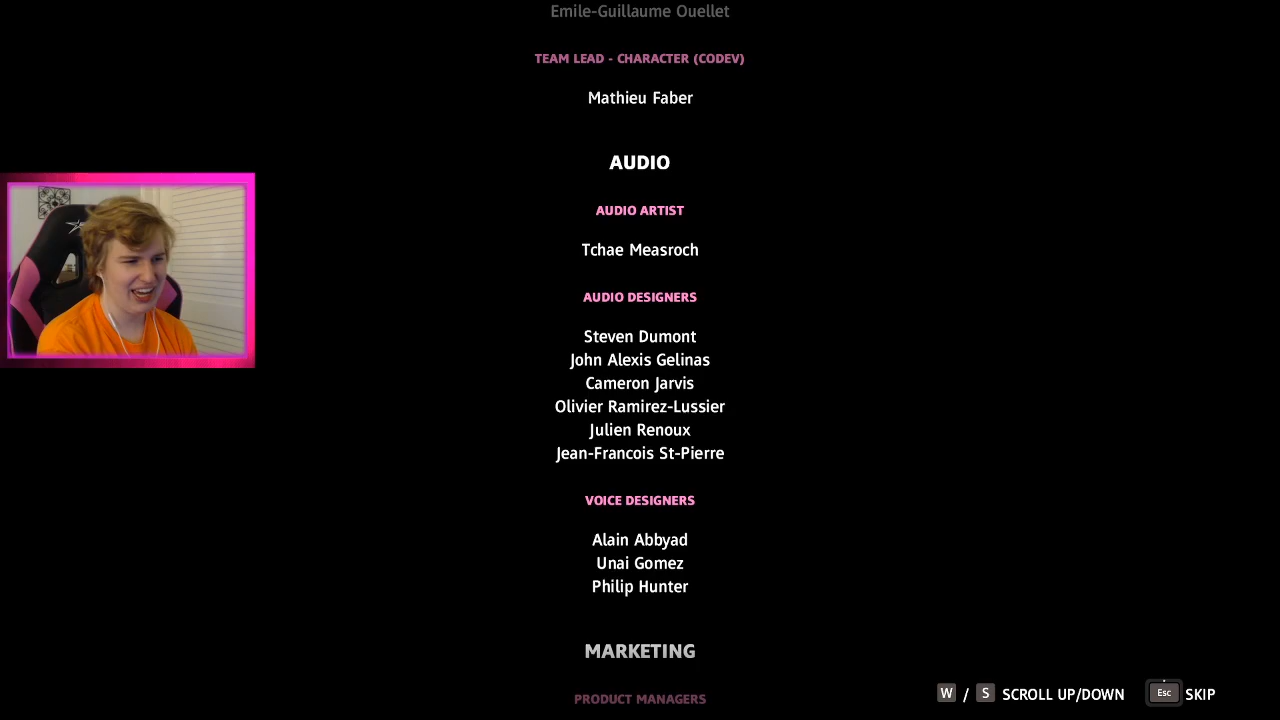 Emile-Guillaume Ouellet
TEAM LEAD - CHARACTER (CODEV)
Mathieu Faber
AUDIO
AUDIO ARTIST
Tchae Measroch
AUDIO DESIGNERS
Steven Dumont
John Alexis Gelinas
Cameron Jarvis
Olivier Ramirez-Lussier
Julien Renoux
Jean-Francois St-Pierre
VOICE DESIGNERS
Alain Abbyad
Unai Gomez
Philip Hunter
MARKETING
PRODUCT MANAGERS
W / S SCROLL UP/DOWN Esc SKIP